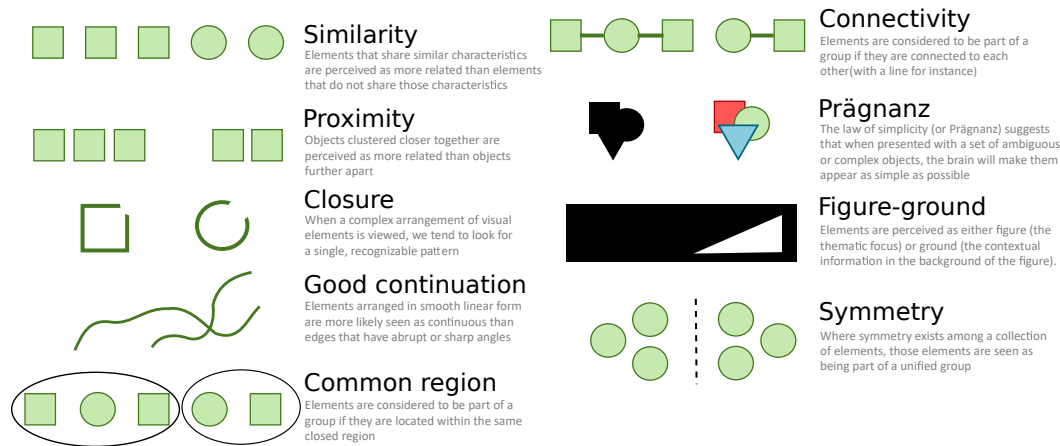 Similarity
Elements that share similar characteristics
are perceived as more related than elements
that do not share those characteristics
Proximity
Objects clustered closer together are
perceived as more related than objects
further apart
Closure
When a complex arrangement of visual
elements is viewed, we tend to look for
a single, recognizable pattern
Good continuation
Elements arranged in smooth linear form
are more likely seen as continuous than
edges that have abrupt or sharp angles
Common region
Elements are considered to be part of a
group if they are located within the same
closed region
Connectivity
Elements are considered to be part of a
group if they are connected to each
other(with a line for instance)
Prägnanz
The law of simplicity (or Prägnanz) suggests
that when presented with a set of ambiguous
or complex objects, the brain will make them
appear as simple as possible
Figure-ground
Elements are perceived as either figure (the
thematic focus) or ground (the contextual
information in the background of the figure).
Symmetry
Where symmetry exists among a collection
of elements, those elements are seen as
being part of a unified group